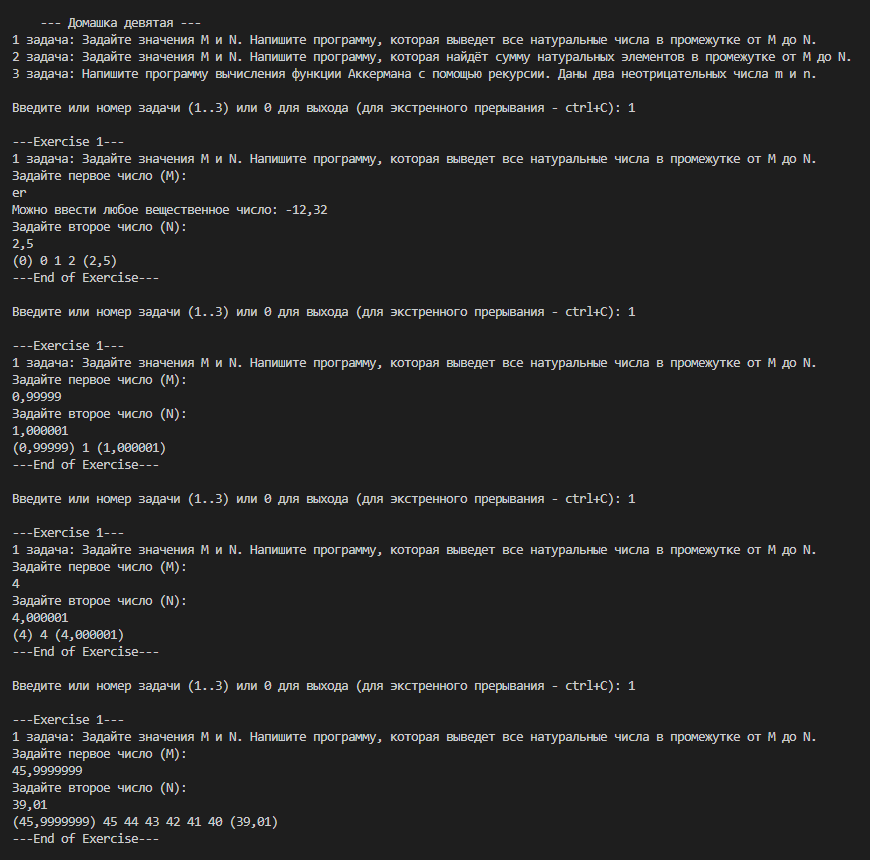 --- Домашка девятая ---
1 задача: Задайте значения M и N. Напишите программу, которая выведет все натуральные числа в промежутке от M до N.
2 задача: Задайте значения M и N. Напишите программу, которая найдёт сумму натуральных элементов в промежутке от M до N.
3 задача: Напишите программу вычисления функции Аккермана с помощью рекурсии. Даны два неотрицательных числа m и n.
Введите или номер задачи (1..3) или 0 для выхода (для экстренного прерывания - ctrl+C): 1
---Exercise 1---
1 задача: Задайте значения M и N. Напишите программу, которая выведет все натуральные числа в промежутке от M до N.
Задайте первое число (M):
er
Можно ввести любое вещественное число: -12,32
Задайте второе число (N):
2,5
(0) 0 1 2 (2,5)
---End of Exercise---
Введите или номер задачи (1..3) или 0 для выхода (для экстренного прерывания - ctrl+C): 1
---Exercise 1---
1 задача: Задайте значения M и N. Напишите программу, которая выведет все натуральные числа в промежутке от M до N.
Задайте первое число (M):
0,99999
Задайте второе число (N):
1,000001
(0,99999) 1 (1,000001)
---End of Exercise---
Введите или номер задачи (1..3) или 0 для выхода (для экстренного прерывания - ctrl+C): 1
---Exercise 1---
1 задача: Задайте значения M и N. Напишите программу, которая выведет все натуральные числа в промежутке от M до N.
Задайте первое число (M):
4
Задайте второе число (N):
4,000001
(4) 4 (4,000001)
---End of Exercise---
Введите или номер задачи (1..3) или 0 для выхода (для экстренного прерывания - ctrl+C): 1
---Exercise 1---
1 задача: Задайте значения M и N. Напишите программу, которая выведет все натуральные числа в промежутке от M до N.
Задайте первое число (M):
45,9999999
Задайте второе число (N):
39,01
(45,9999999) 45 44 43 42 41 40 (39,01)
---End of Exercise---